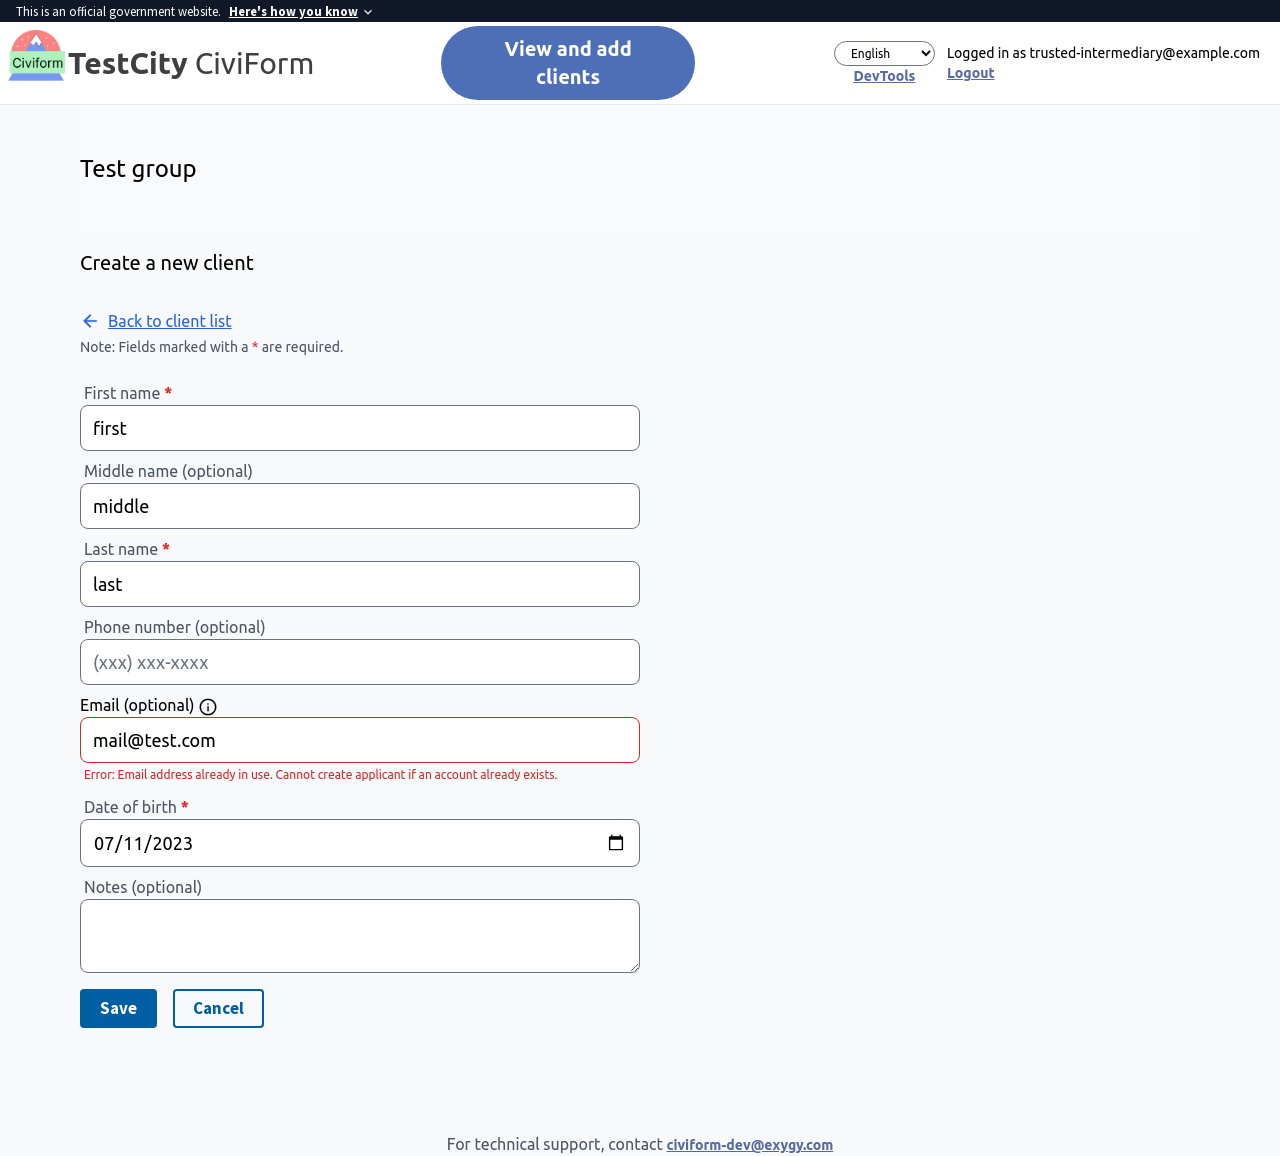 This is an official government website. Here's how you know
Civiform
TestCity CiviForm
View and add
clients
English
DevTools
Logged in as trusted-intermediary@example.com
Logout
Test group
Create a new client
Back to client list
Note: Fields marked with a * are required.
First name *
first
Middle name (optional)
middle
Last name *
last
Phone number (optional)
(xxx) xxx-xxxx
Email (optional)
mail@test.com
Error: Email address already in use. Cannot create applicant if an account already exists.
Date of birth *
07/11/2023
Notes (optional)
Save
Cancel
For technical support, contact civiform-dev@exygy.com